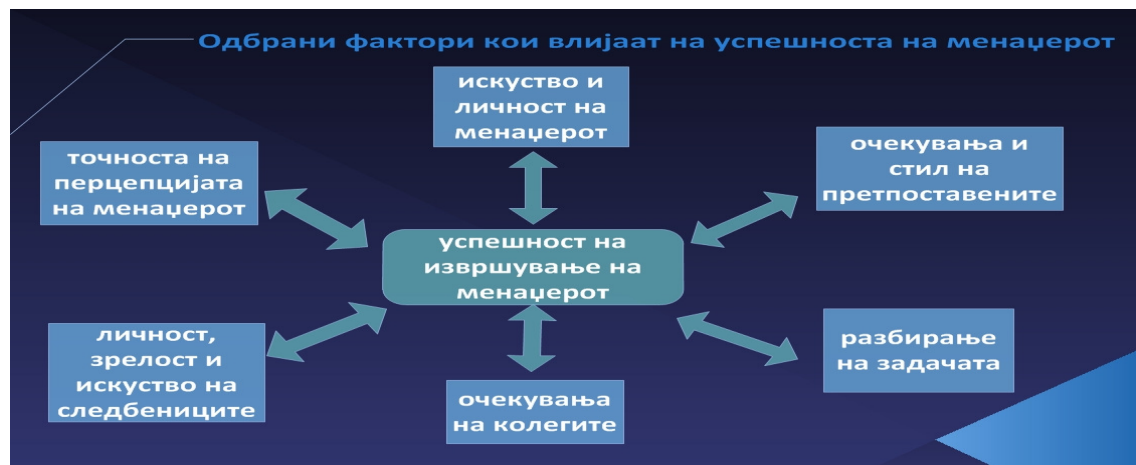 Одбрани фактори кои влијаат на успешноста на менаџерот
искуство и
личност на
менаџерот
точноста на
перцепцијата
на менаџерот
очекувања и
стил на
претпоставените
успешност на
извршување на
менаџерот
личност,
зрелост и
искуство на
следбениците
очекувања
на колегите
разбирање
на задачата